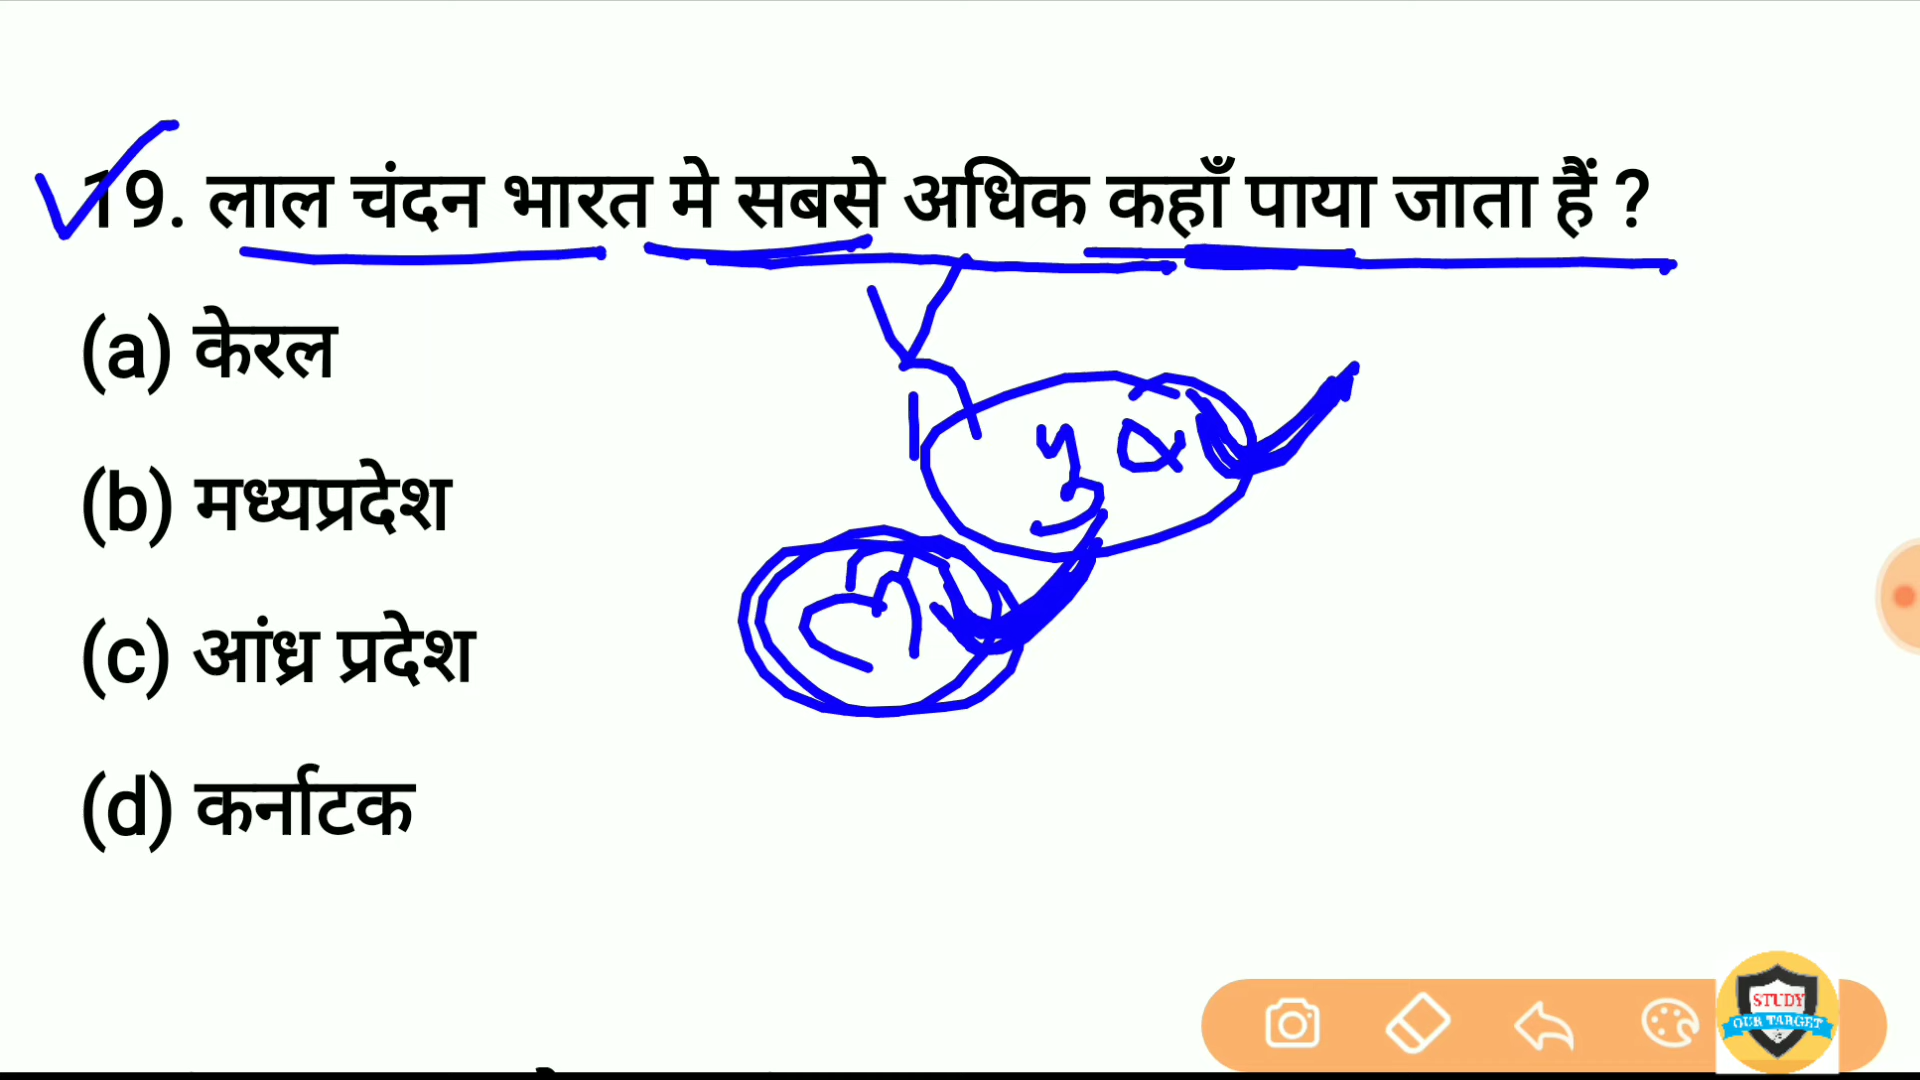 19. लाल चंदन भारत मे सबसे अधिक कहाँ पाया जाता हैं ?
(a) केरल
(b) मध्यप्रदेश
(c) आंध्र प्रदेश
(d) कर्नाटक
STUDY
OUR TARGET